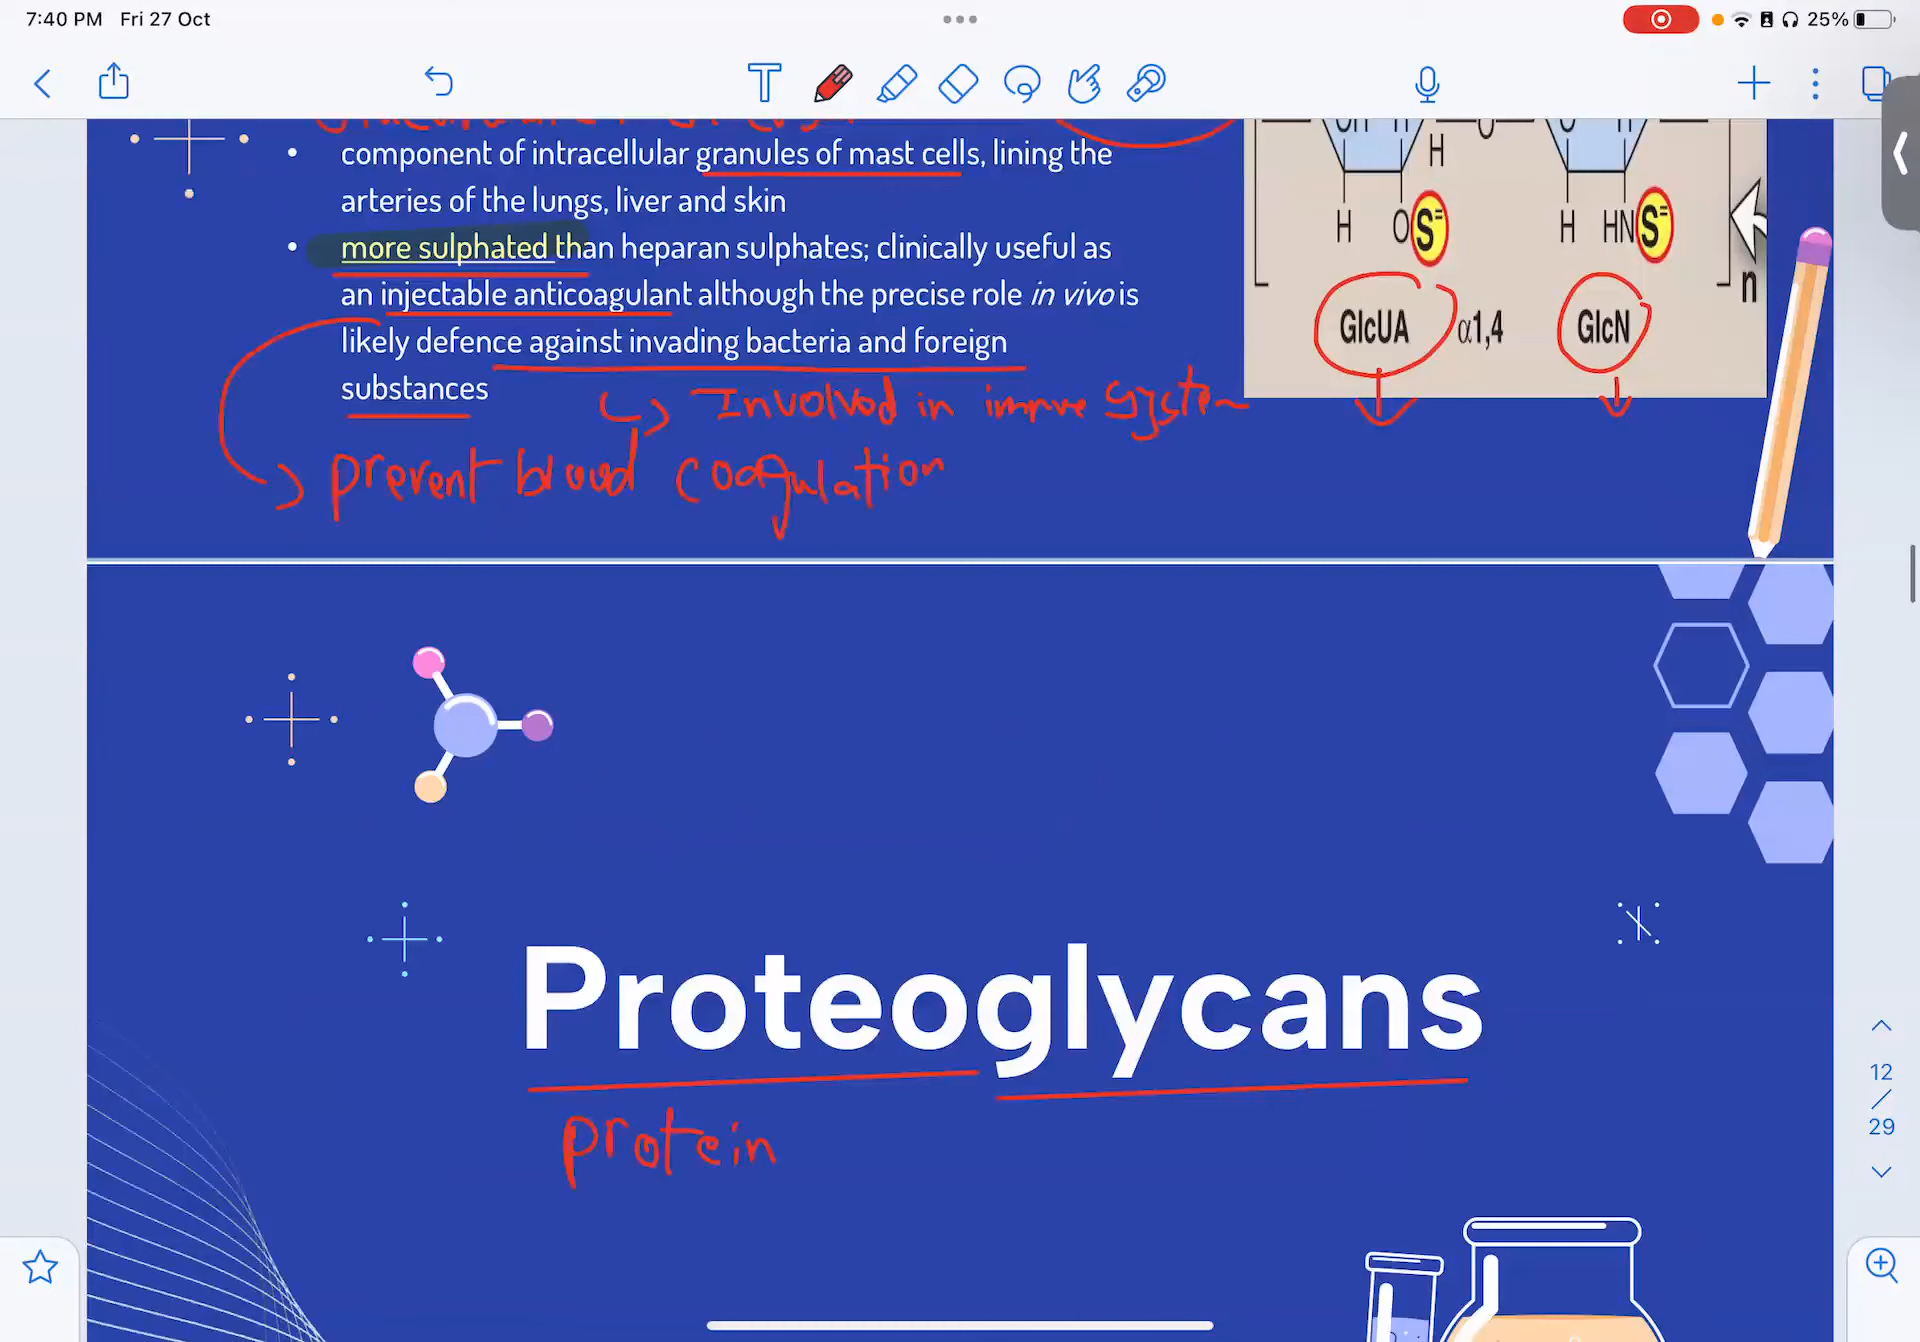 7:40 PM Fri 27 Oct
25%
• component of intracellular granules of mast cells, lining the
arteries of the lungs, liver and skin
• more sulphated than heparan sulphates; clinically useful as
an injectable anticoagulant although the precise role in vivo is
likely defence against invading bacteria and foreign
substances
Involved in
prevent blood coagulation
H
H OS= H HNS=
n
GlcUA α1,4 GlcN
Proteoglycans
protein
12
/
29